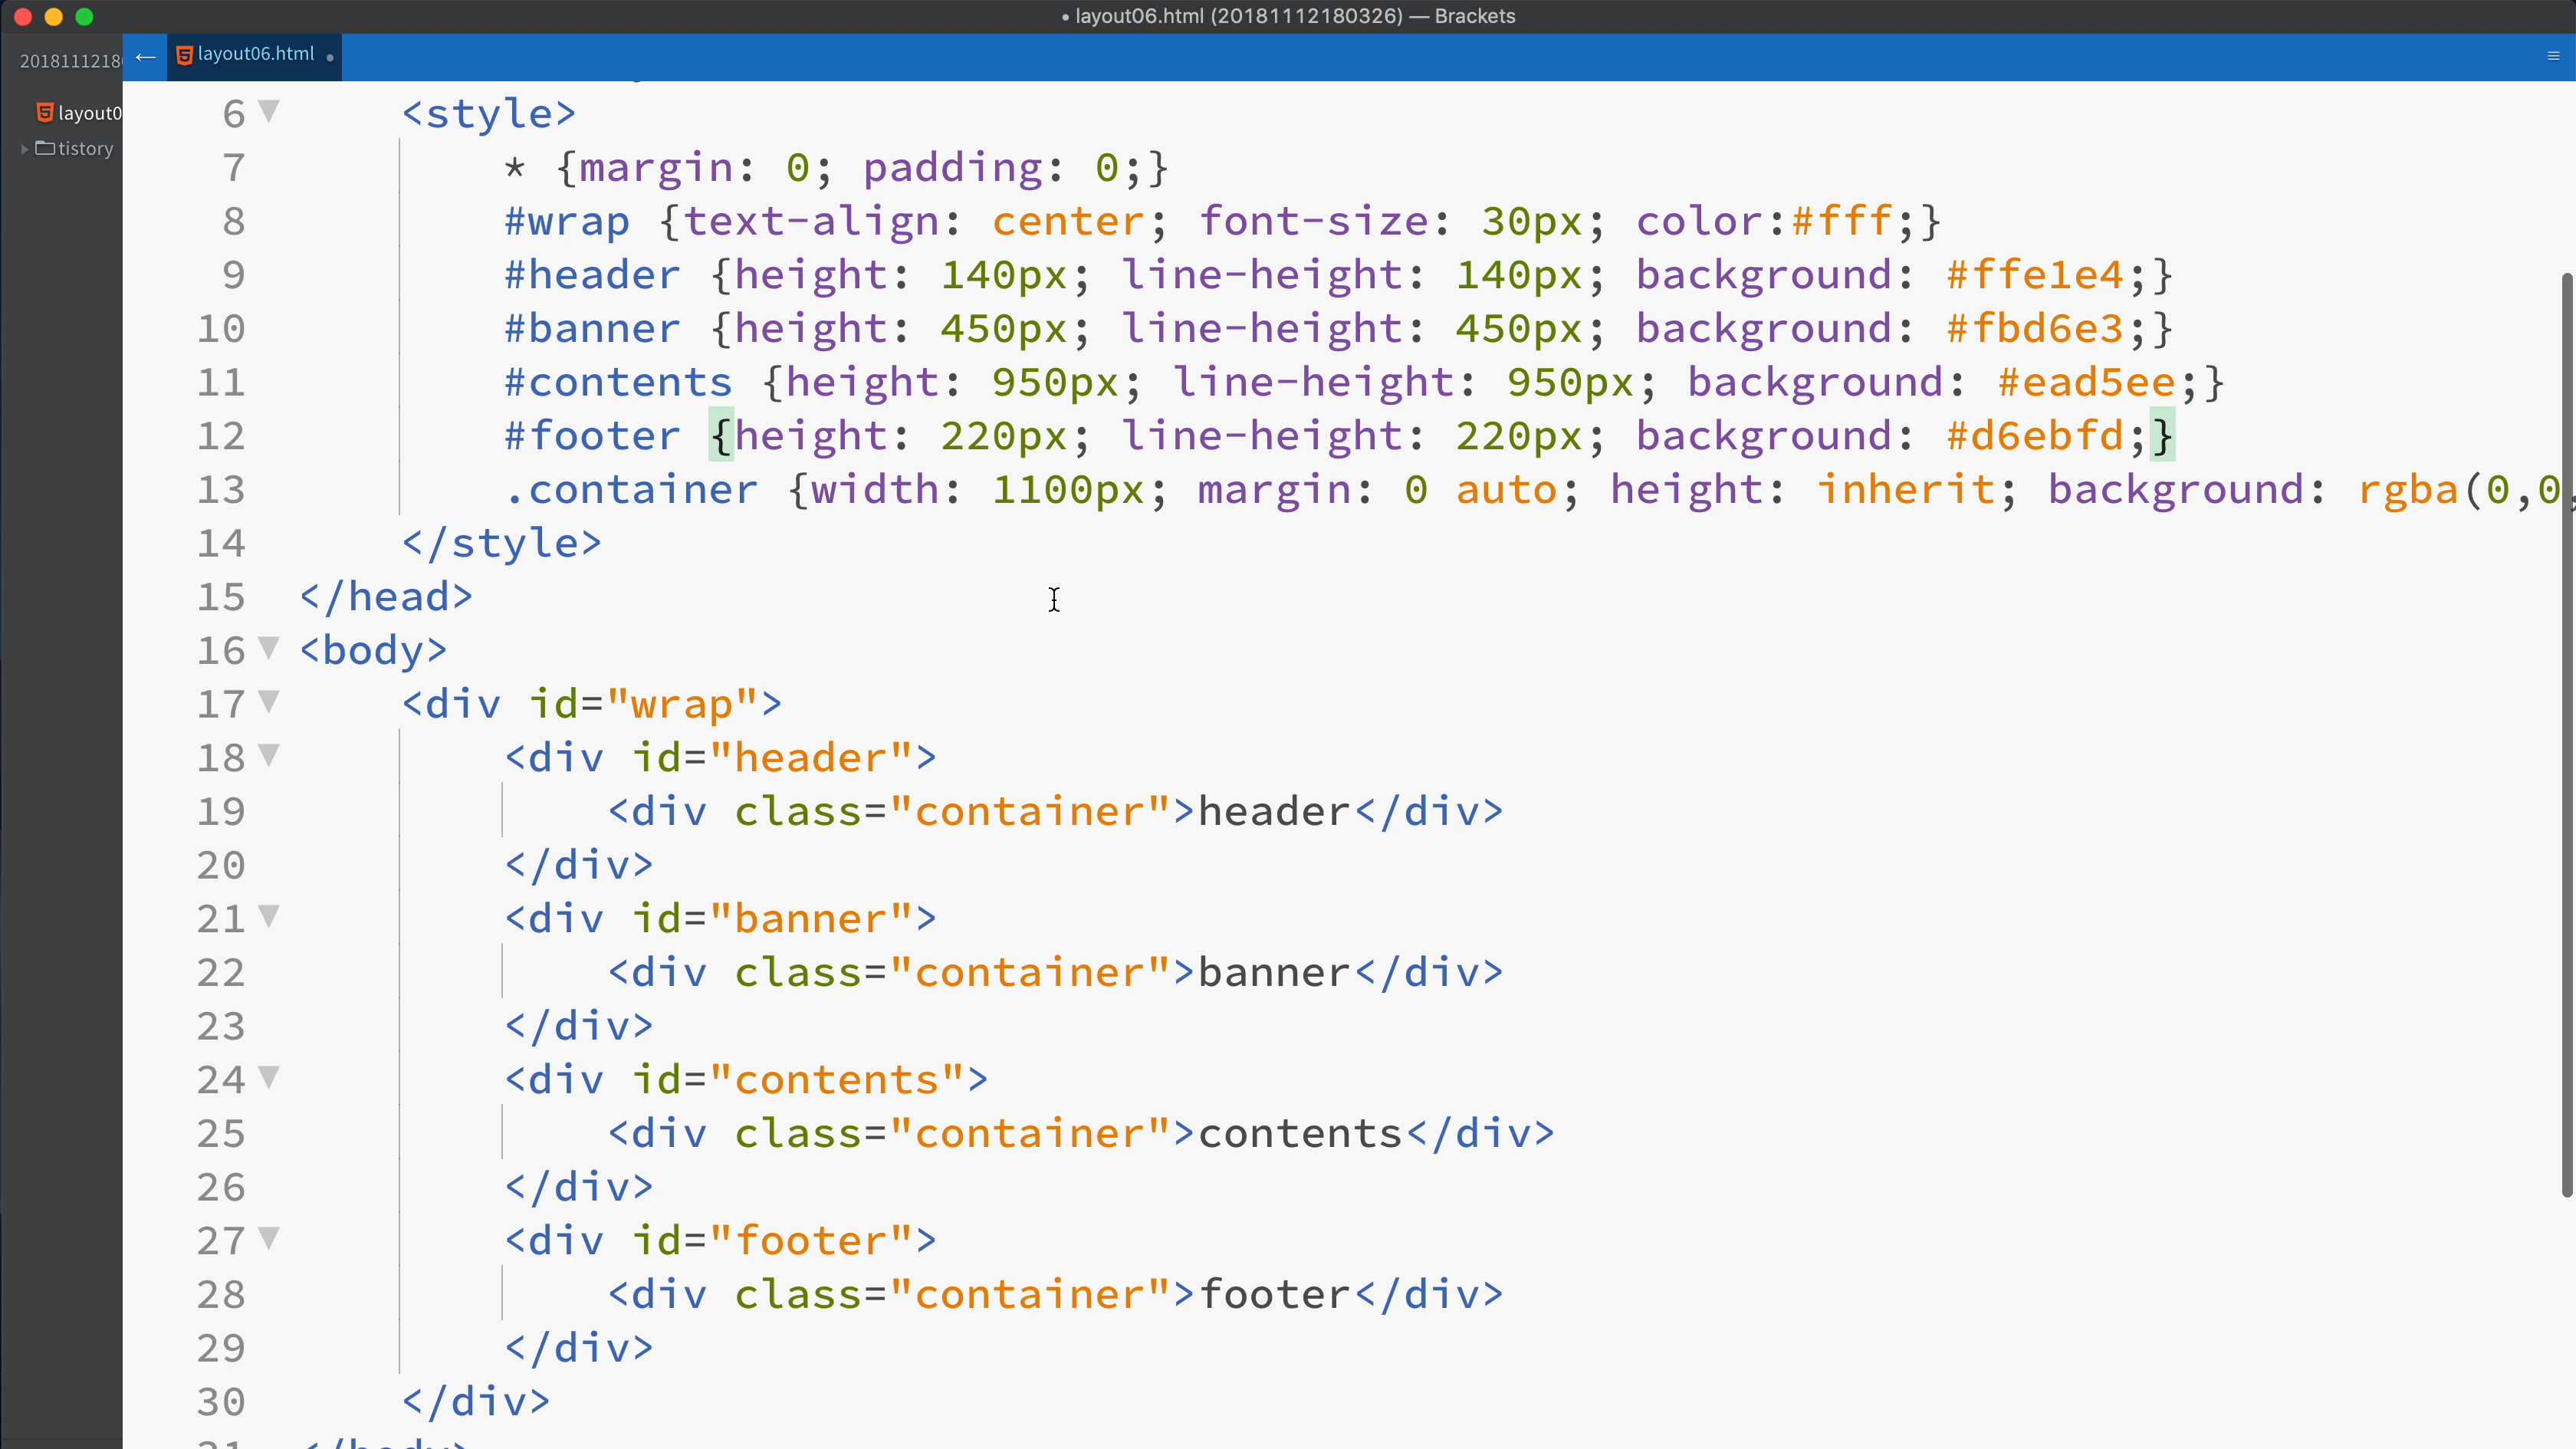 • layout06.html (20181112180326) — Brackets
2018111218
← layout06.html •
layout0
tistory
6 <style>
7 * {margin: 0; padding: 0;}
8 #wrap {text-align: center; font-size: 30px; color:#fff;}
9 #header {height: 140px; line-height: 140px; background: #ffe1e4;}
10 #banner {height: 450px; line-height: 450px; background: #fbd6e3;}
11 #contents {height: 950px; line-height: 950px; background: #ead5ee;}
12 #footer {height: 220px; line-height: 220px; background: #d6ebfd;}
13 .container {width: 1100px; margin: 0 auto; height: inherit; background: rgba(0,0,
14 </style>
15 </head>
16 <body>
17 <div id="wrap">
18 <div id="header">
19 <div class="container">header</div>
20 </div>
21 <div id="banner">
22 <div class="container">banner</div>
23 </div>
24 <div id="contents">
25 <div class="container">contents</div>
26 </div>
27 <div id="footer">
28 <div class="container">footer</div>
29 </div>
30 </div>
31 </body>